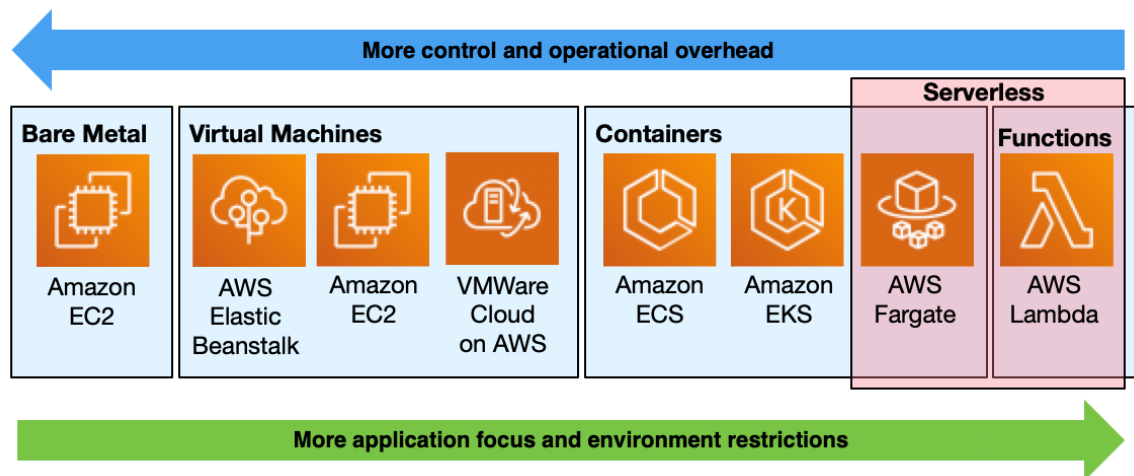 More control and operational overhead
Serverless
Bare Metal
Virtual Machines
Containers
Functions
Amazon
EC2
AWS
Elastic
Beanstalk
Amazon
EC2
VMWare
Cloud
on AWS
Amazon
ECS
K
Amazon
EKS
AWS
Fargate
AWS
Lambda
More application focus and environment restrictions